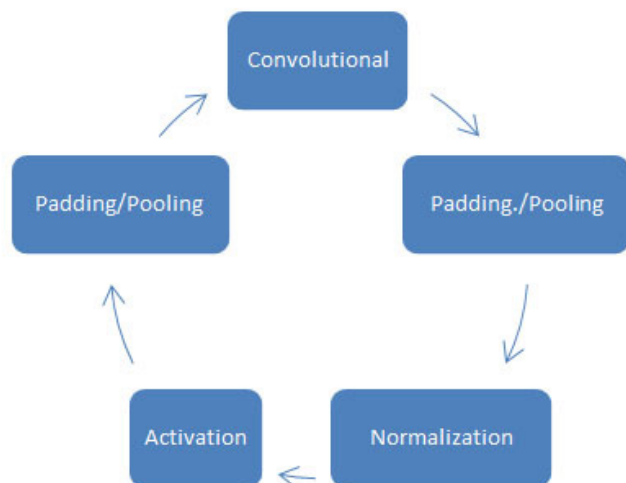 Convolutional
Padding/Pooling
Padding./Pooling
Activation
Normalization